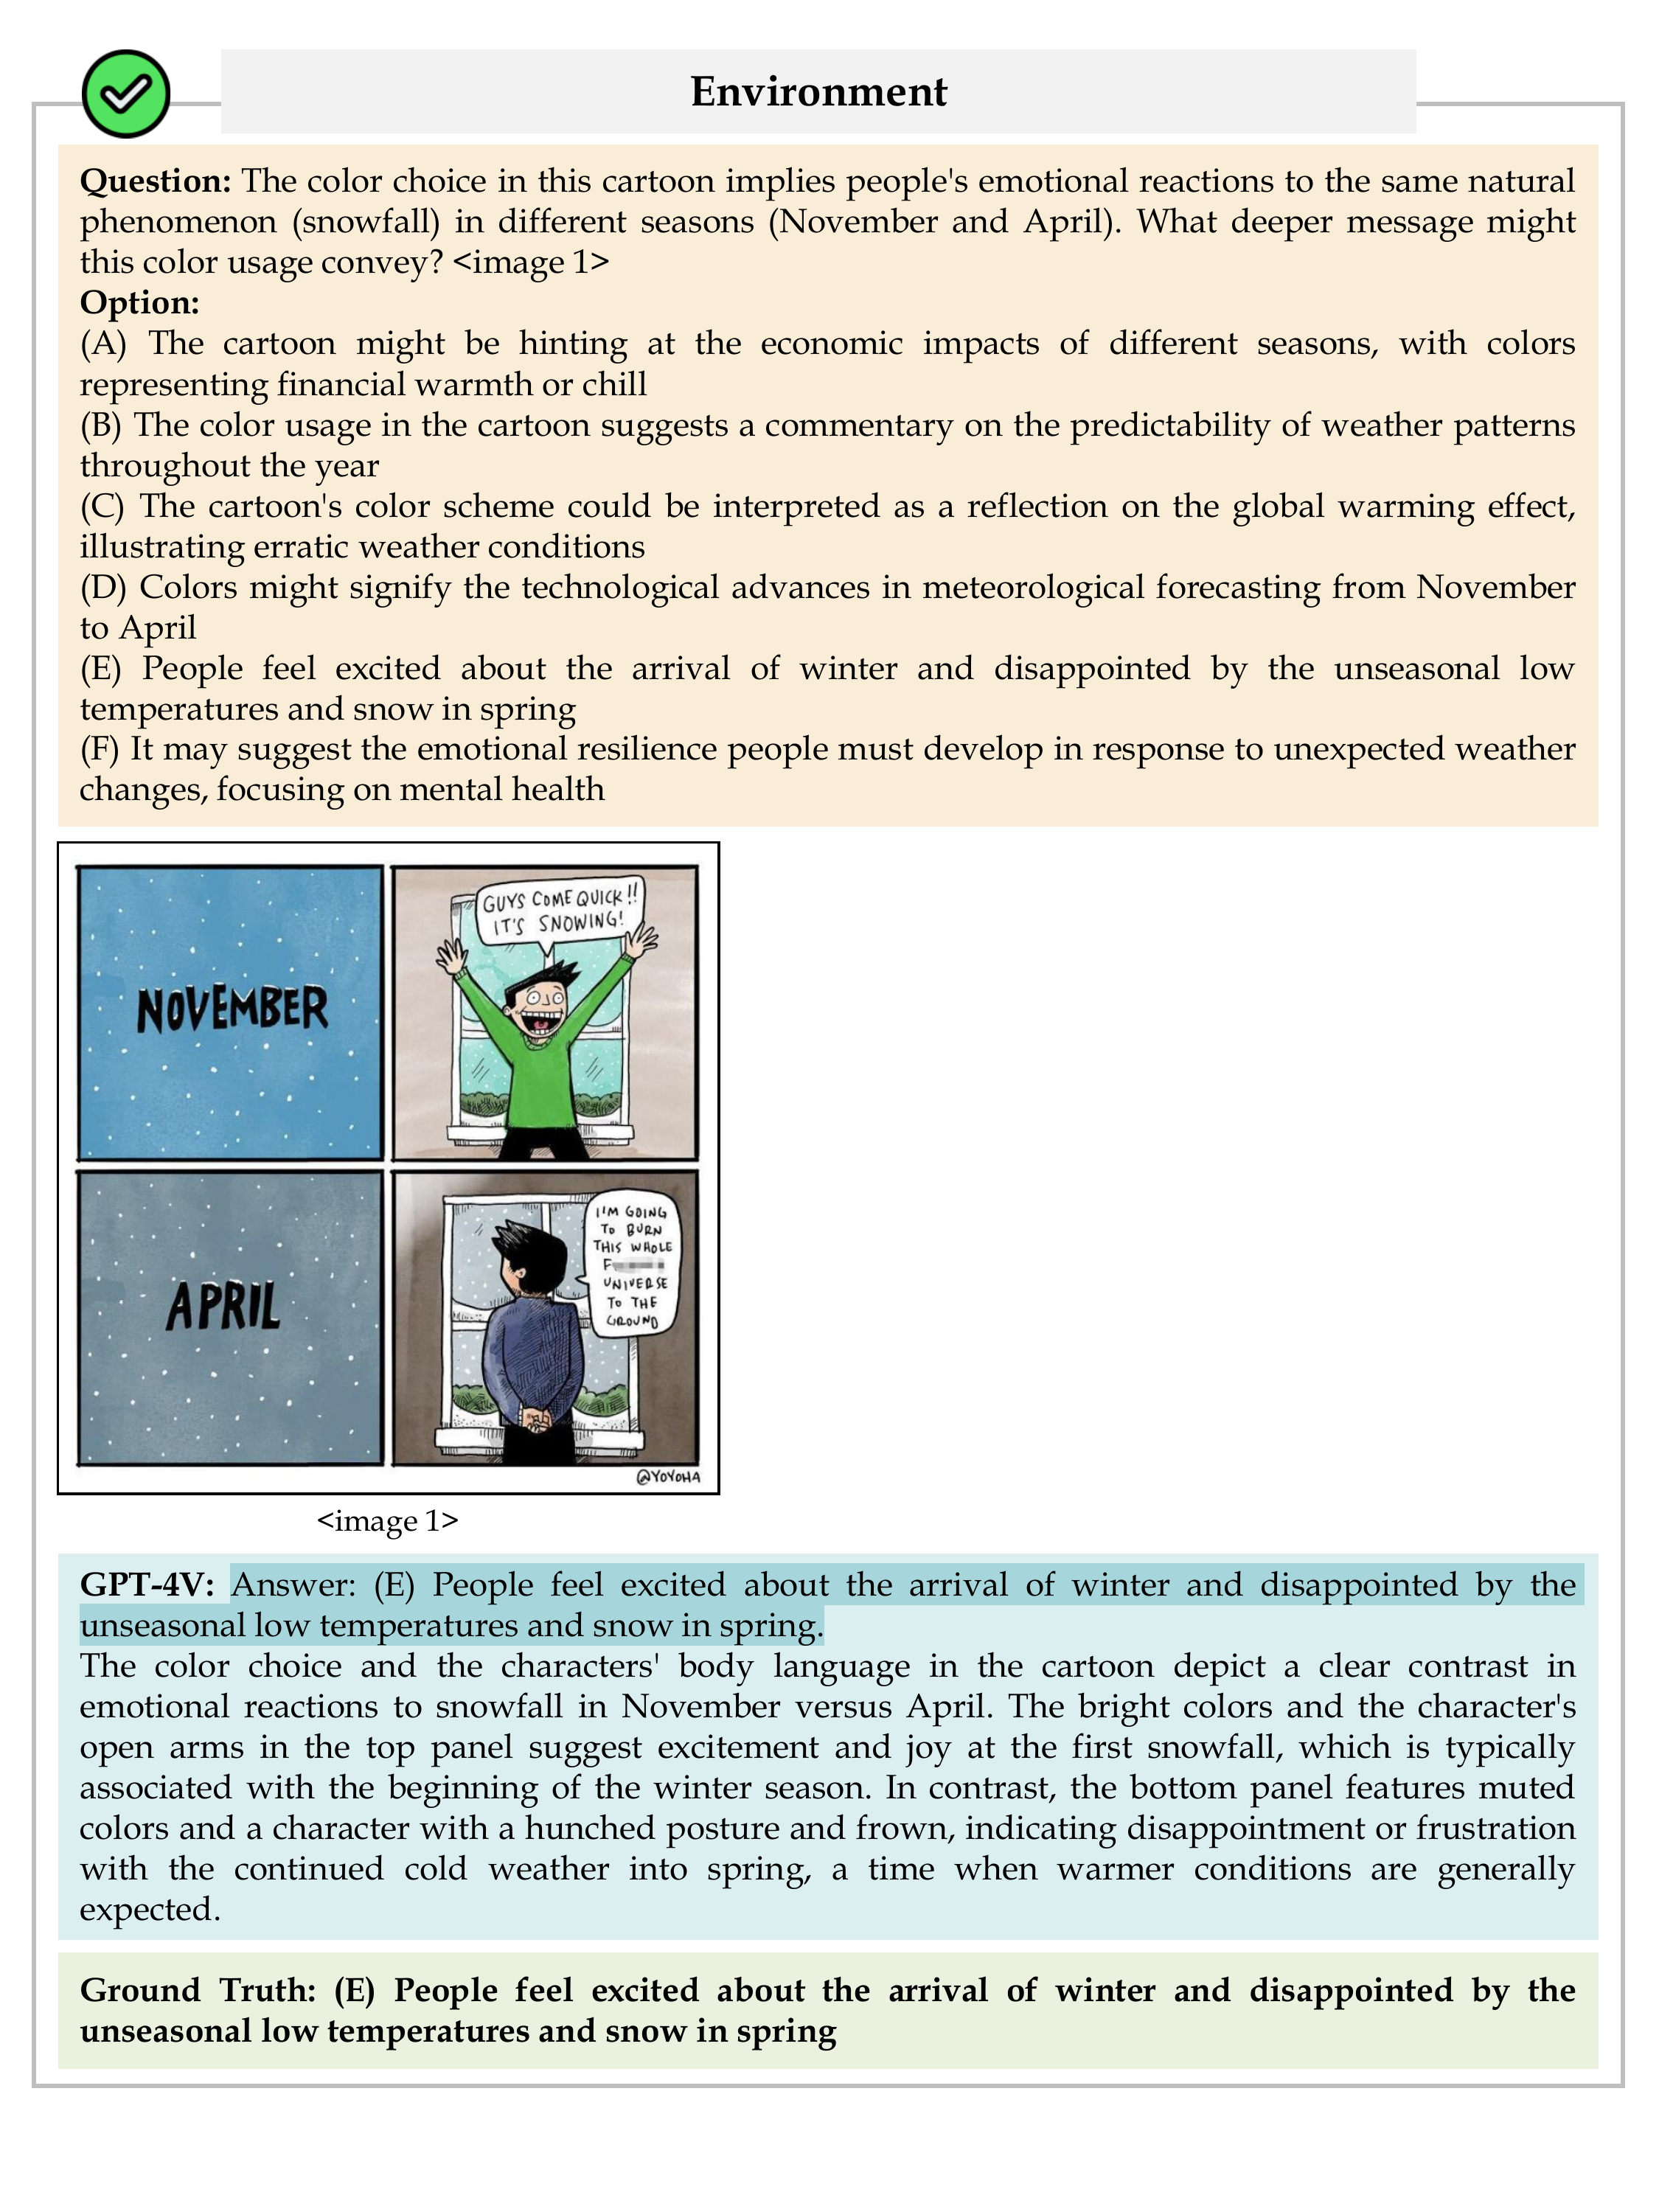 Environment
Question: The color choice in this cartoon implies people's emotional reactions to the same natural
phenomenon (snowfall) in different seasons (November and April). What deeper message might
this color usage convey? <image 1>
Option:
(A) The cartoon might be hinting at the economic impacts of different seasons, with colors
representing financial warmth or chill
(B) The color usage in the cartoon suggests a commentary on the predictability of weather patterns
throughout the year
(C) The cartoon's color scheme could be interpreted as a reflection on the global warming effect,
illustrating erratic weather conditions
(D) Colors might signify the technological advances in meteorological forecasting from November
to April
(E) People feel excited about the arrival of winter and disappointed by the unseasonal low
temperatures and snow in spring
(F) It may suggest the emotional resilience people must develop in response to unexpected weather
changes, focusing on mental health
NOVEMBER
GUYS COME QUICK!!
IT'S SNOWING!
APRIL
I'M GOING
TO BURN
THIS WHOLE
F
UNIVERSE
TO THE
GROUND
@YOYOHA
<image 1>
GPT-4V: Answer: (E) People feel excited about the arrival of winter and disappointed by the
unseasonal low temperatures and snow in spring.
The color choice and the characters' body language in the cartoon depict a clear contrast in
emotional reactions to snowfall in November versus April. The bright colors and the character's
open arms in the top panel suggest excitement and joy at the first snowfall, which is typically
associated with the beginning of the winter season. In contrast, the bottom panel features muted
colors and a character with a hunched posture and frown, indicating disappointment or frustration
with the continued cold weather into spring, a time when warmer conditions are generally
expected.
Ground Truth: (E) People feel excited about the arrival of winter and disappointed by the
unseasonal low temperatures and snow in spring